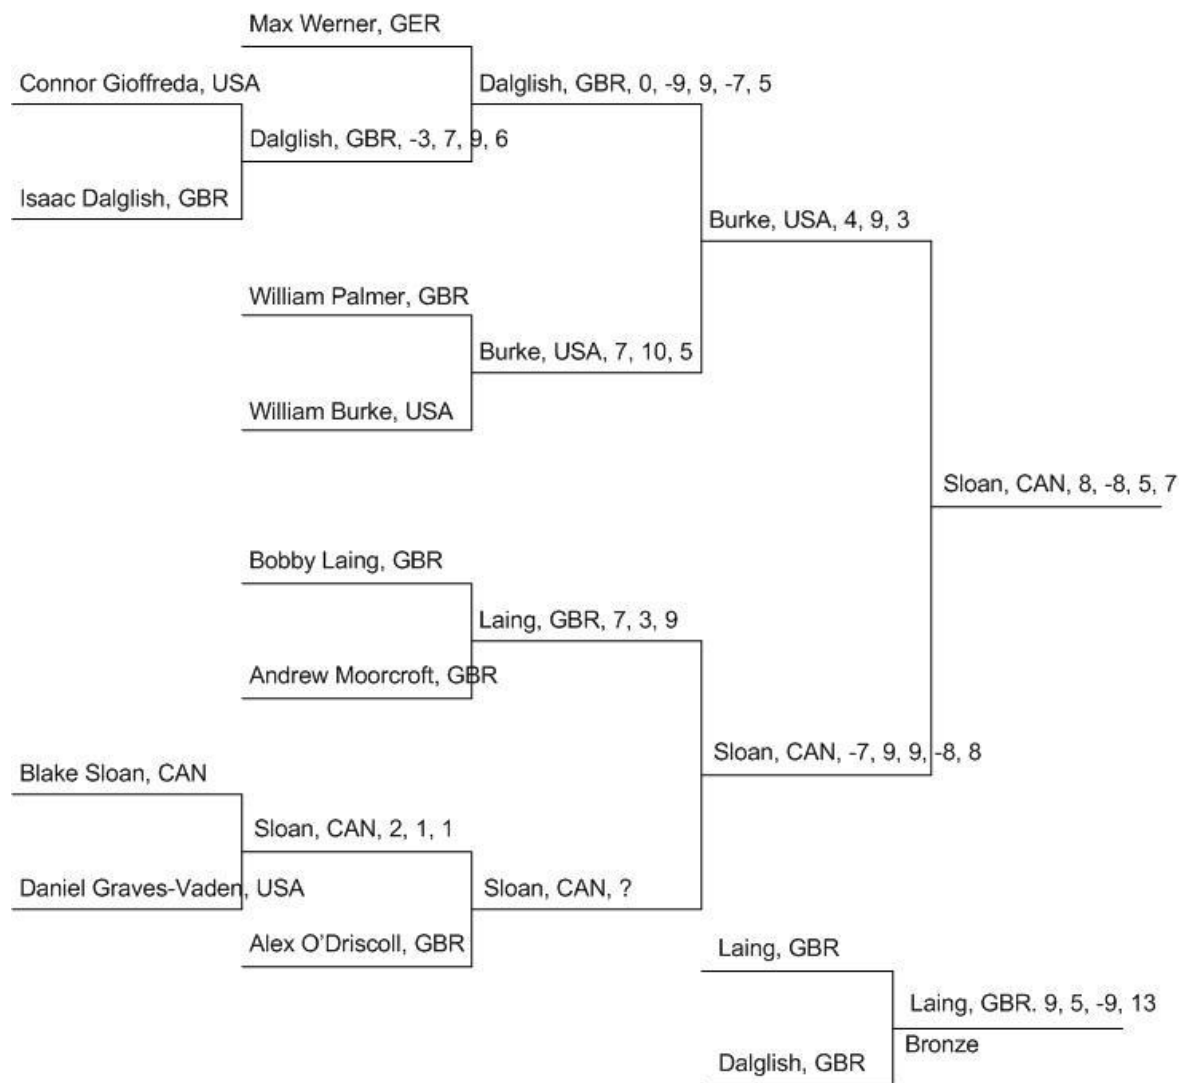 Max Werner, GER
Connor Gioffreda, USA
Dalglish, GBR, 0, -9, 9, -7, 5
Dalglish, GBR, -3, 7, 9, 6
Isaac Dalglish, GBR
Burke, USA, 4, 9, 3
William Palmer, GBR
Burke, USA, 7, 10, 5
William Burke, USA
Sloan, CAN, 8, -8, 5, 7
Bobby Laing, GBR
Laing, GBR, 7, 3, 9
Andrew Moorcroft, GBR
Sloan, CAN, -7, 9, 9, -8, 8
Blake Sloan, CAN
Sloan, CAN, 2, 1, 1
Daniel Graves-Vaden, USA
Sloan, CAN, ?
Alex O’Driscoll, GBR
Laing, GBR
Laing, GBR. 9, 5, -9, 13
Bronze
Dalglish, GBR